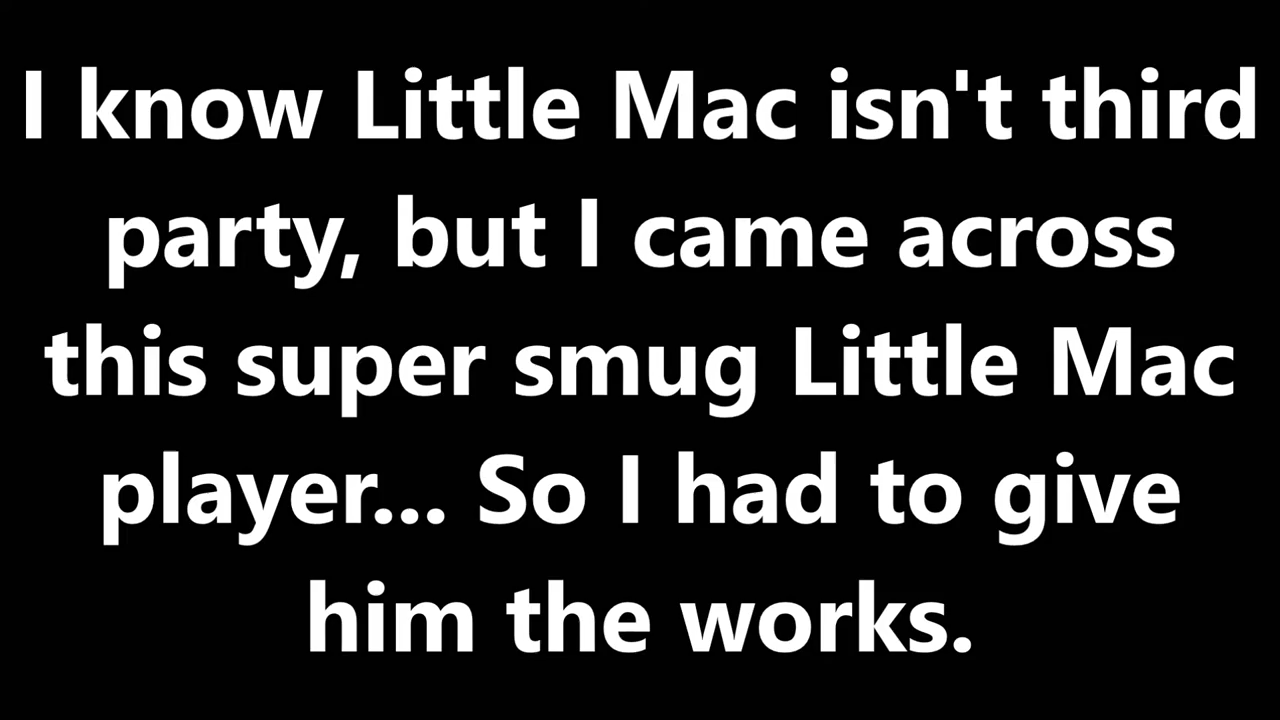 I know Little Mac isn't third
party, but I came across
this super smug Little Mac
player... So I had to give
him the works.